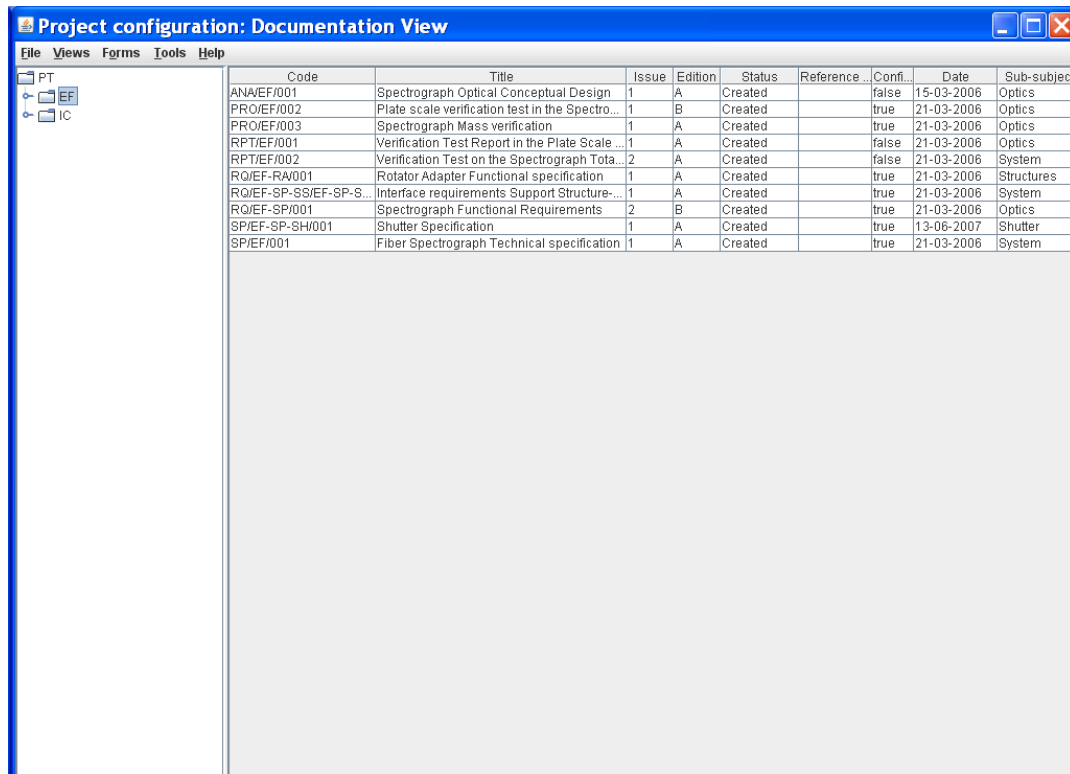 Project configuration: Documentation View
File Views Forms Tools Help
PT
EF
IC
Code Title Issue Edition Status Reference ... Confi... Date Sub-subjec
ANA/EF/001 Spectrograph Optical Conceptual Design 1 A Created false 15-03-2006 Optics
PRO/EF/002 Plate scale verification test in the Spectro... 1 B Created true 21-03-2006 Optics
PRO/EF/003 Spectrograph Mass verification 1 A Created true 21-03-2006 Optics
RPT/EF/001 Verification Test Report in the Plate Scale ... 1 A Created false 21-03-2006 Optics
RPT/EF/002 Verification Test on the Spectrograph Tota... 2 A Created false 21-03-2006 System
RQ/EF-RA/001 Rotator Adapter Functional specification 1 A Created true 21-03-2006 Structures
RQ/EF-SP-SS/EF-SP-S... Interface requirements Support Structure-... 1 A Created true 21-03-2006 System
RQ/EF-SP/001 Spectrograph Functional Requirements 2 B Created true 21-03-2006 Optics
SP/EF-SP-SH/001 Shutter Specification 1 A Created true 13-06-2007 Shutter
SP/EF/001 Fiber Spectrograph Technical specification 1 A Created true 21-03-2006 System